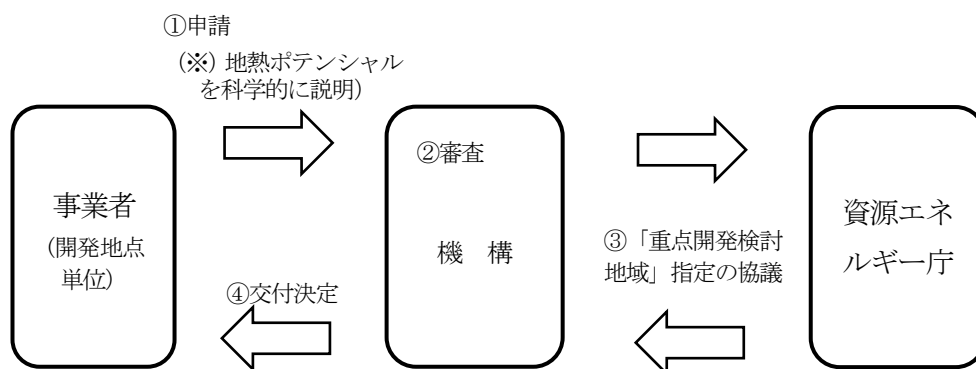 ①申請
(※) 地熱ポテンシャル
を科学的に説明)
事業者
(開発地点
単位)
②審査
機 構
③「重点開発検討
地域」指定の協議
④交付決定
資源エネ
ルギー庁